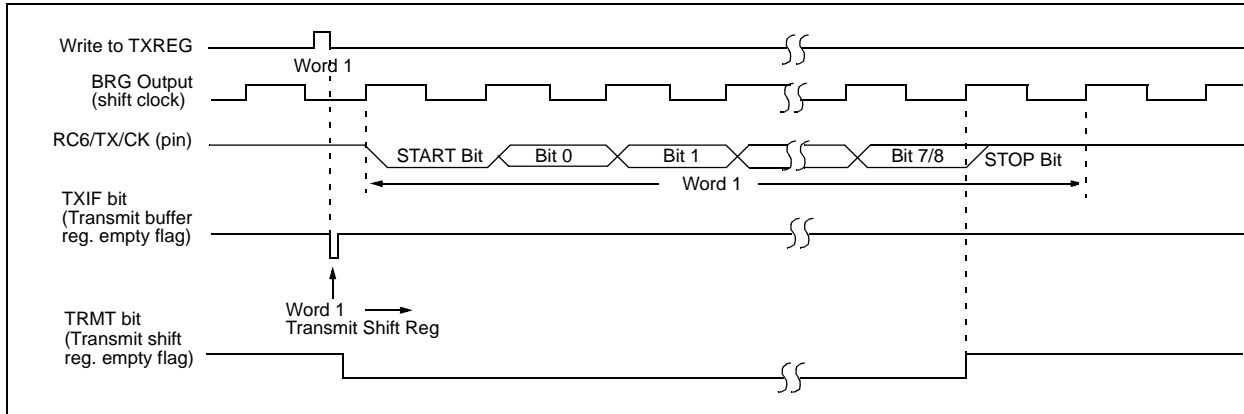 Write to TXREG
Word 1
BRG Output
(shift clock)
RC6/TX/CK (pin)
START Bit
Bit 0
Bit 1
Bit 7/8
STOP Bit
Word 1
TXIF bit
(Transmit buffer
reg. empty flag)
Word 1
Transmit Shift Reg
TRMT bit
(Transmit shift
reg. empty flag)